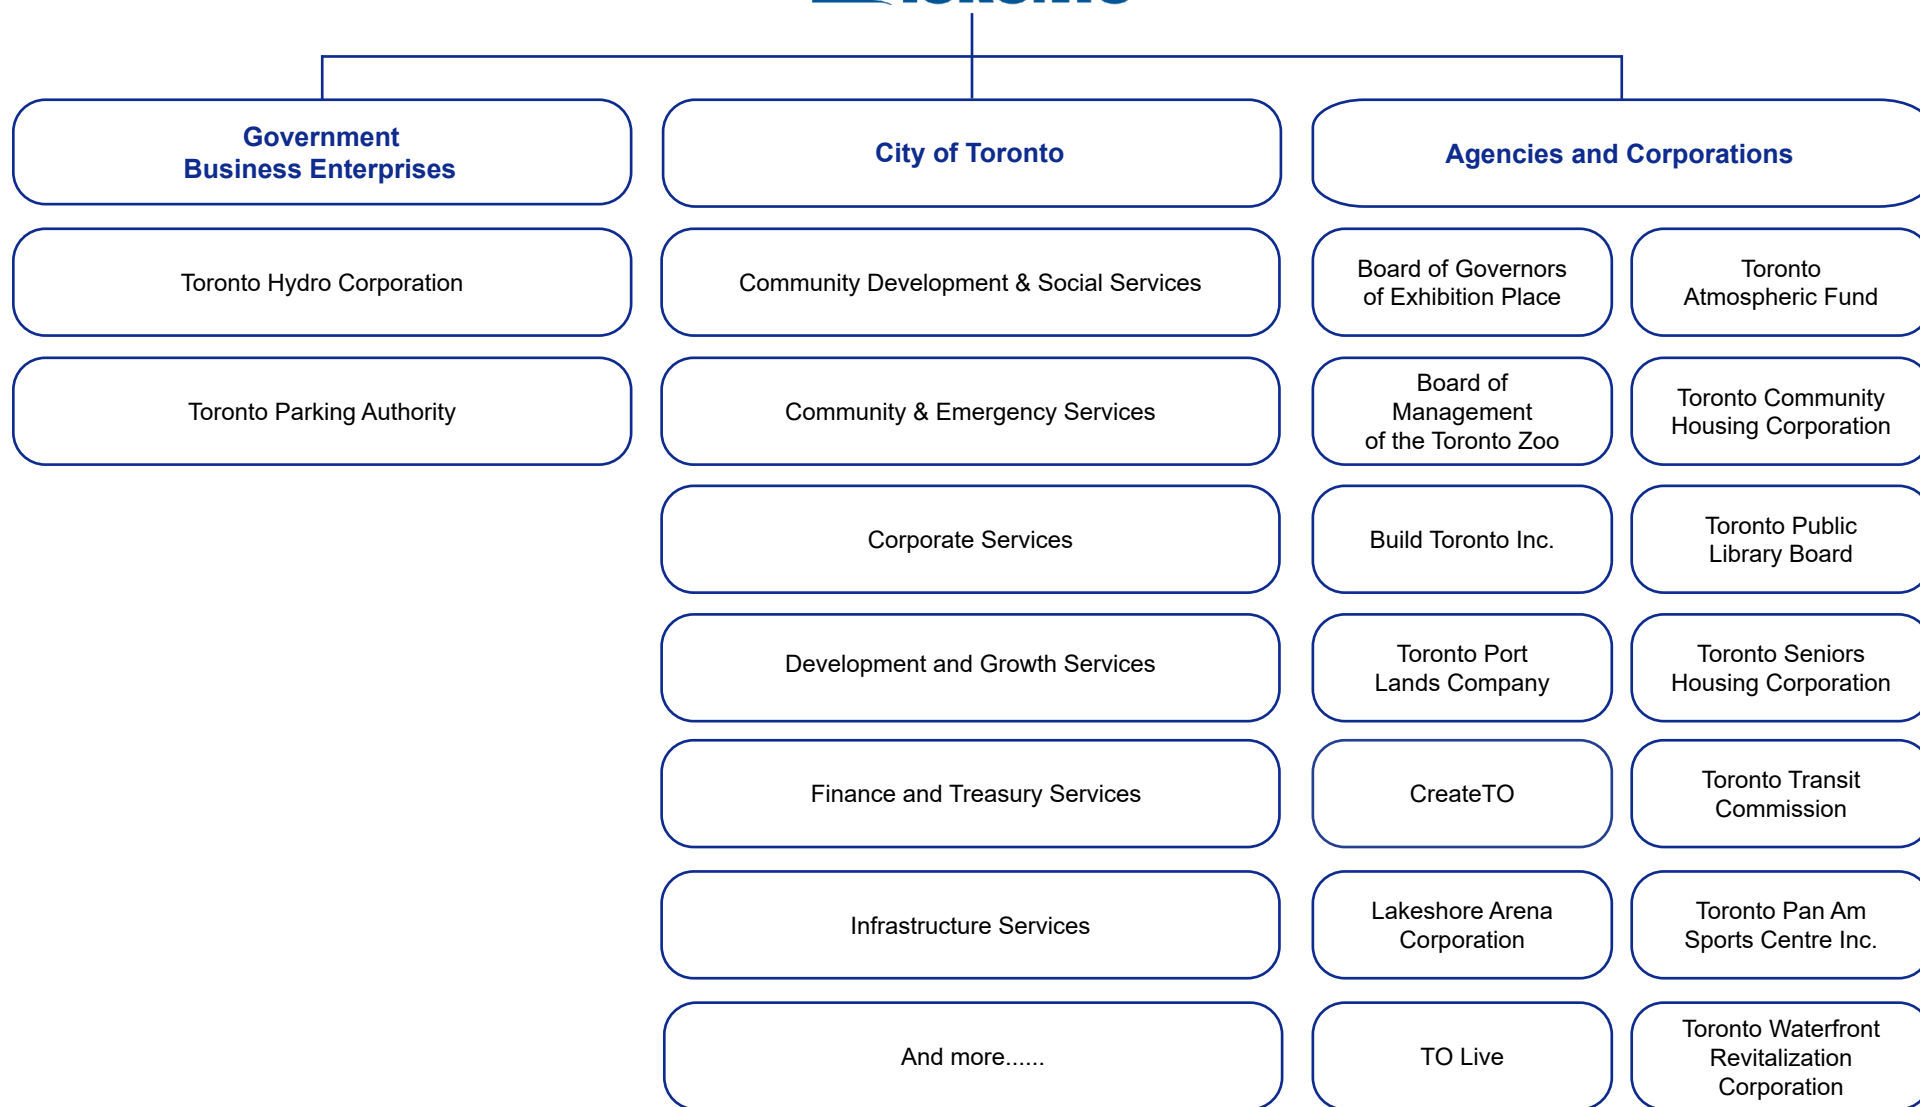 Government
Business Enterprises
City of Toronto
Agencies and Corporations
Toronto Hydro Corporation
Community Development & Social Services
Board of Governors
of Exhibition Place
Toronto
Atmospheric Fund
Toronto Parking Authority
Community & Emergency Services
Board of
Management
of the Toronto Zoo
Toronto Community
Housing Corporation
Corporate Services
Build Toronto Inc.
Toronto Public
Library Board
Development and Growth Services
Toronto Port
Lands Company
Toronto Seniors
Housing Corporation
Finance and Treasury Services
CreateTO
Toronto Transit
Commission
Infrastructure Services
Lakeshore Arena
Corporation
Toronto Pan Am
Sports Centre Inc.
And more......
TO Live
Toronto Waterfront
Revitalization
Corporation